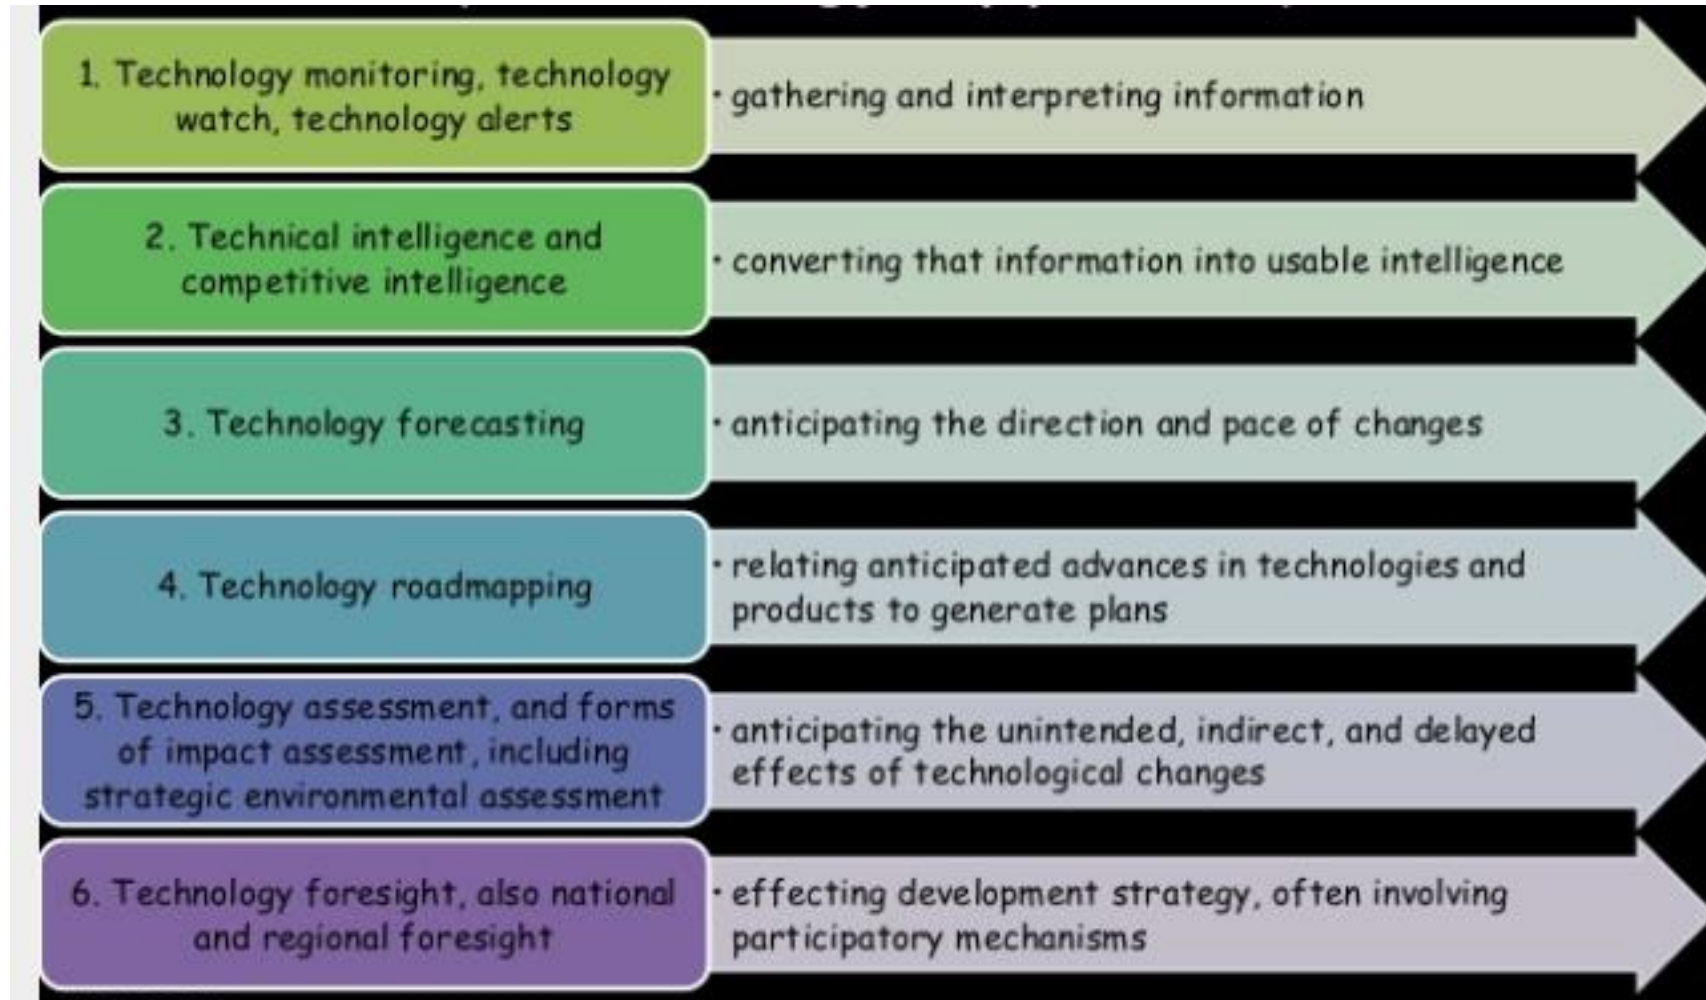 1. Technology monitoring, technology
watch, technology alerts
· gathering and interpreting information
2. Technical intelligence and
competitive intelligence
· converting that information into usable intelligence
3. Technology forecasting
· anticipating the direction and pace of changes
4. Technology roadmapping
· relating anticipated advances in technologies and
products to generate plans
5. Technology assessment, and forms
of impact assessment, including
strategic environmental assessment
· anticipating the unintended, indirect, and delayed
effects of technological changes
6. Technology foresight, also national
and regional foresight
· effecting development strategy, often involving
participatory mechanisms